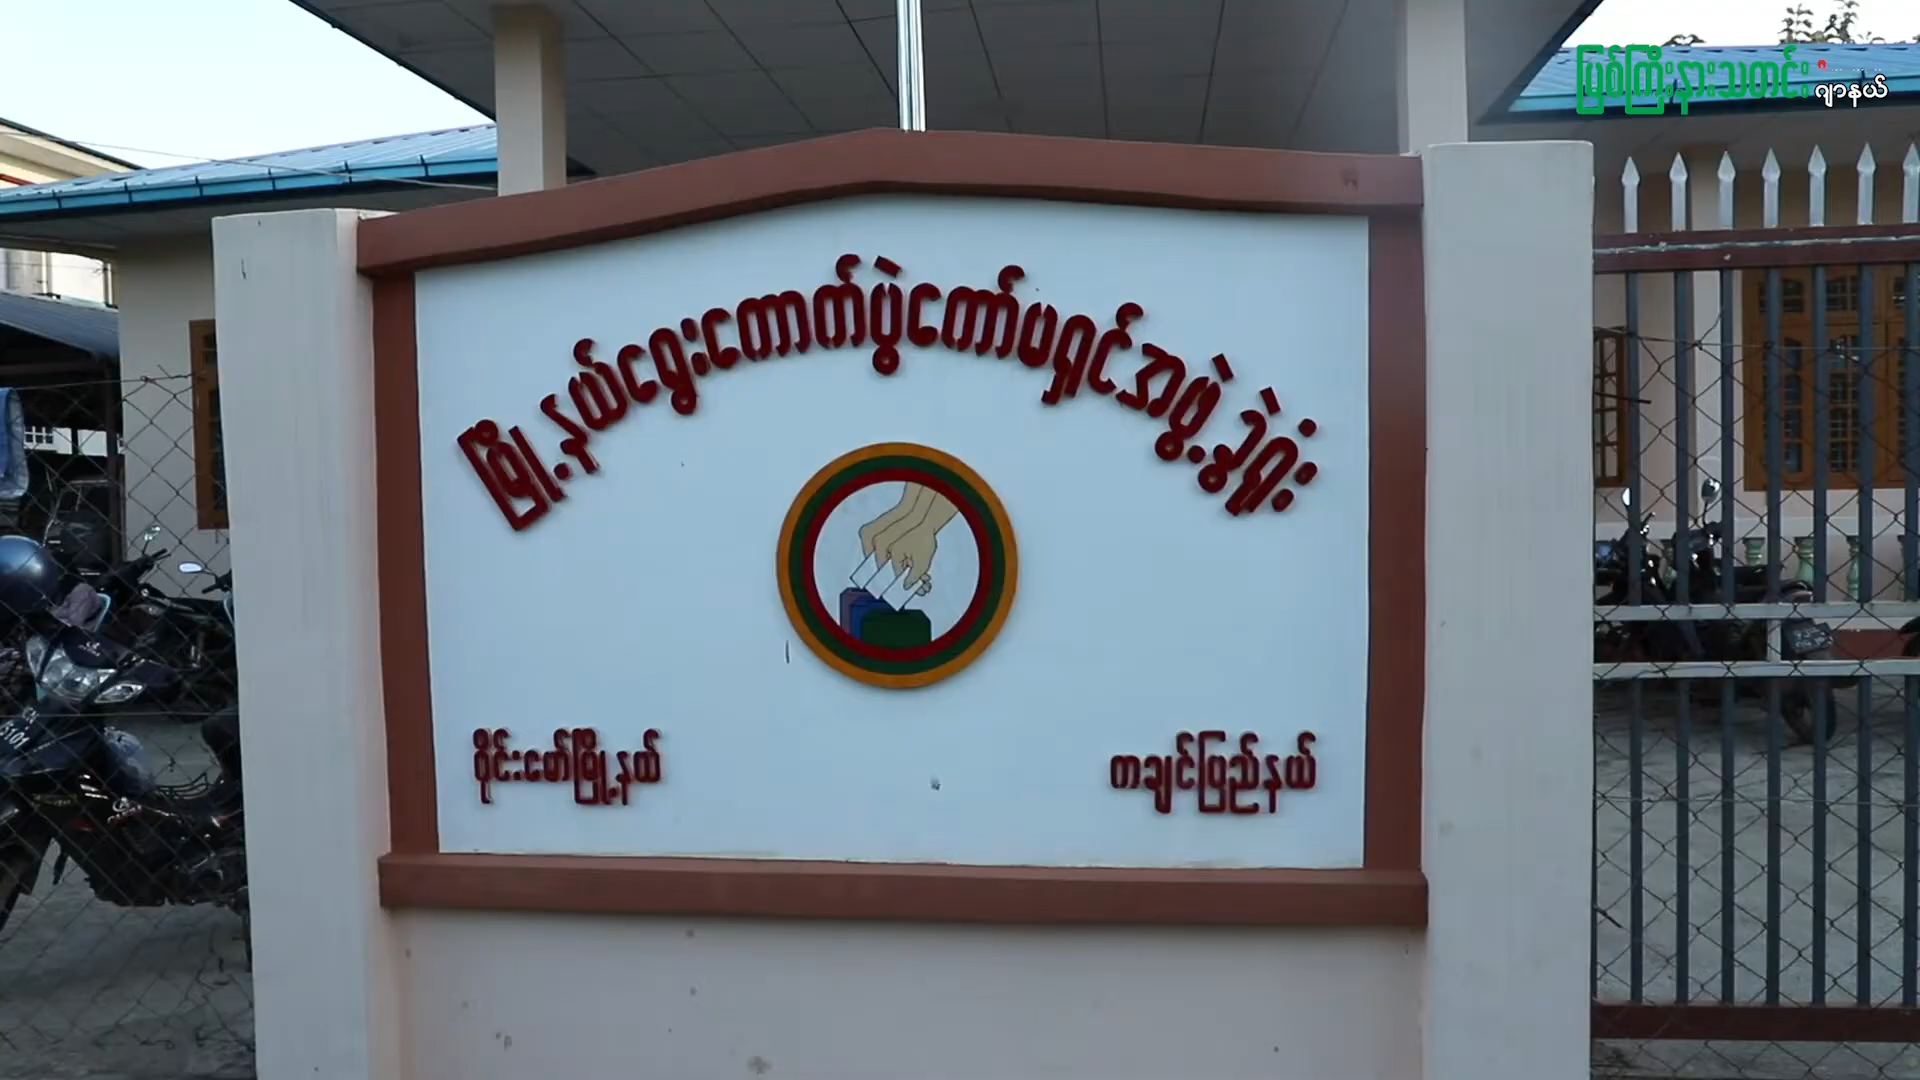 မြစ်ကြီးနားသတင်း
ဂျာနယ်
မြို့နယ်ရွေးကောက်ပွဲကော်မရှင်အဖွဲ့ခွဲရုံး
ဝိုင်းမော်မြို့နယ်
ကချင်ပြည်နယ်